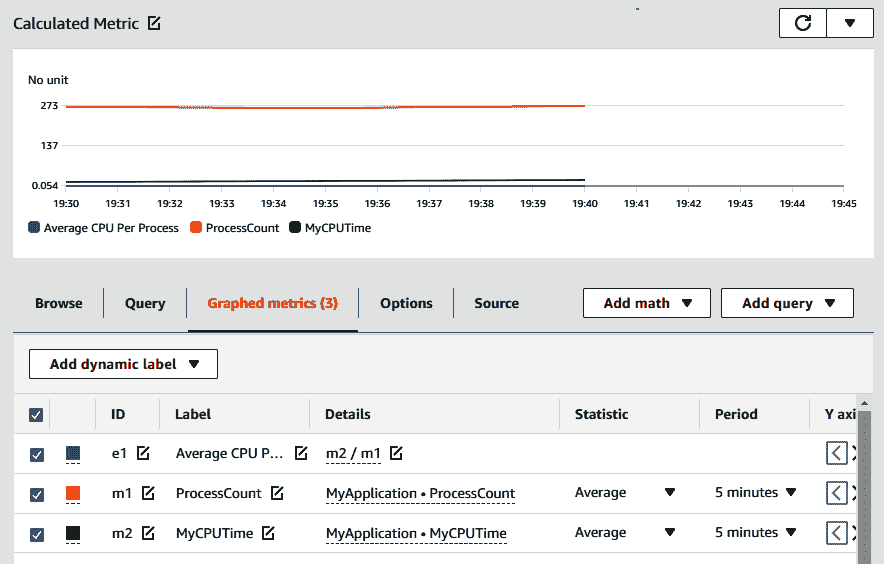 Calculated Metric
No unit
273
137
0.054
19:30 19:31 19:32 19:33 19:34 19:35 19:36 19:37 19:38 19:39 19:40 19:41 19:42 19:43 19:44 19:45
Average CPU Per Process ProcessCount MyCPUTime
Browse Query Graphed metrics (3) Options Source Add math Add query
Add dynamic label
ID Label Details Statistic Period Y axi
e1 Average CPU P... m2 / m1
m1 ProcessCount MyApplication • ProcessCount Average 5 minutes
m2 MyCPUTime MyApplication • MyCPUTime Average 5 minutes